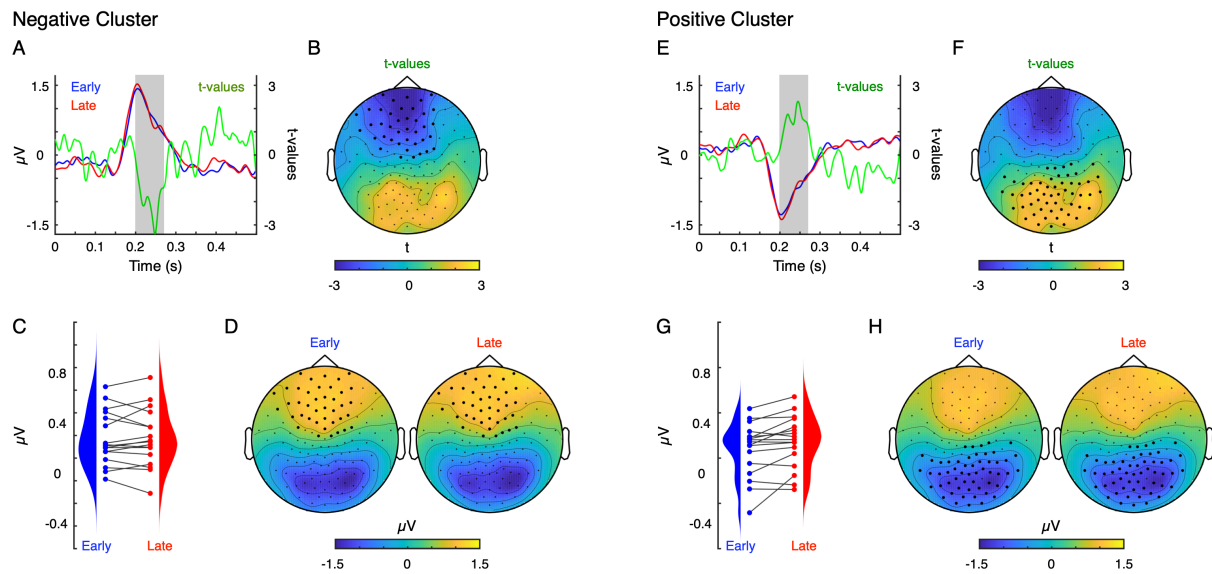 Negative Cluster
Positive Cluster
A
B
E
F
t-values
t-values
1.5
0
-1.5
μV
Early
Late
t-values
3
0
-3
t-values
0
0.1
0.2
0.3
0.4
0.5
Time (s)
t
-3
0
3
1.5
0
-1.5
μV
Early
Late
t-values
3
0
-3
t-values
0
0.1
0.2
0.3
0.4
0.5
Time (s)
t
-3
0
3
C
D
G
H
0.8
0.4
0
-0.4
μV
Early
Late
Early
Late
μV
-1.5
0
1.5
0.8
0.4
0
-0.4
μV
Early
Late
Early
Late
μV
-1.5
0
1.5